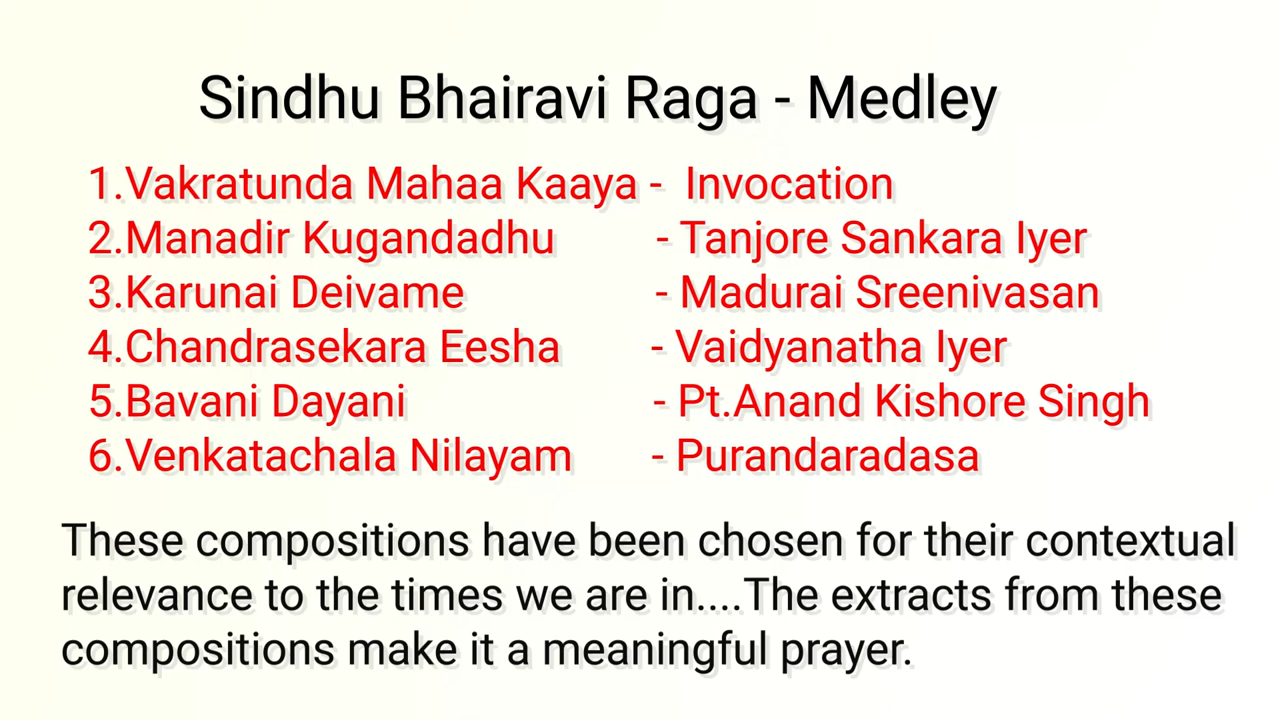 Sindhu Bhairavi Raga - Medley
1.Vakratunda Mahaa Kaaya - Invocation
2.Manadir Kugandadhu - Tanjore Sankara Iyer
3.Karunai Deivame - Madurai Sreenivasan
4.Chandrasekara Eesha - Vaidyanatha Iyer
5.Bavani Dayani - Pt.Anand Kishore Singh
6.Venkatachala Nilayam - Purandaradasa
These compositions have been chosen for their contextual
relevance to the times we are in....The extracts from these
compositions make it a meaningful prayer.